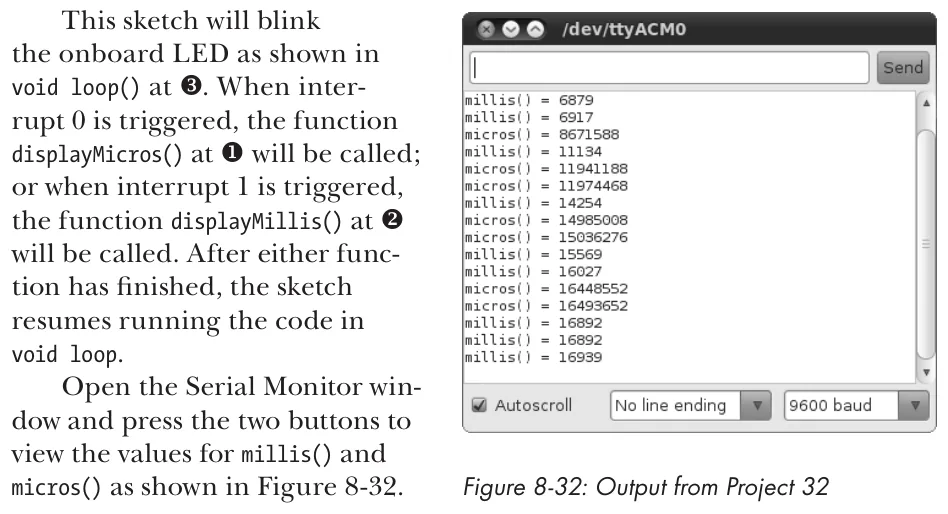 This sketch will blink
the onboard LED as shown in
void loop() at ❸. When inter-
rupt 0 is triggered, the function
displayMicros() at ❶ will be called;
or when interrupt 1 is triggered,
the function displayMillis() at ❷
will be called. After either func-
tion has finished, the sketch
resumes running the code in
void loop.
Open the Serial Monitor win-
dow and press the two buttons to
view the values for millis() and
micros() as shown in Figure 8-32.
/dev/ttyACM0
Send
millis() = 6879
millis() = 6917
micros() = 8671588
millis() = 11134
micros() = 11941188
micros() = 11974468
millis() = 14254
micros() = 14985008
micros() = 15036276
millis() = 15569
millis() = 16027
micros() = 16448552
micros() = 16493652
millis() = 16892
millis() = 16892
millis() = 16939
Autoscroll No line ending 9600 baud
Figure 8-32: Output from Project 32